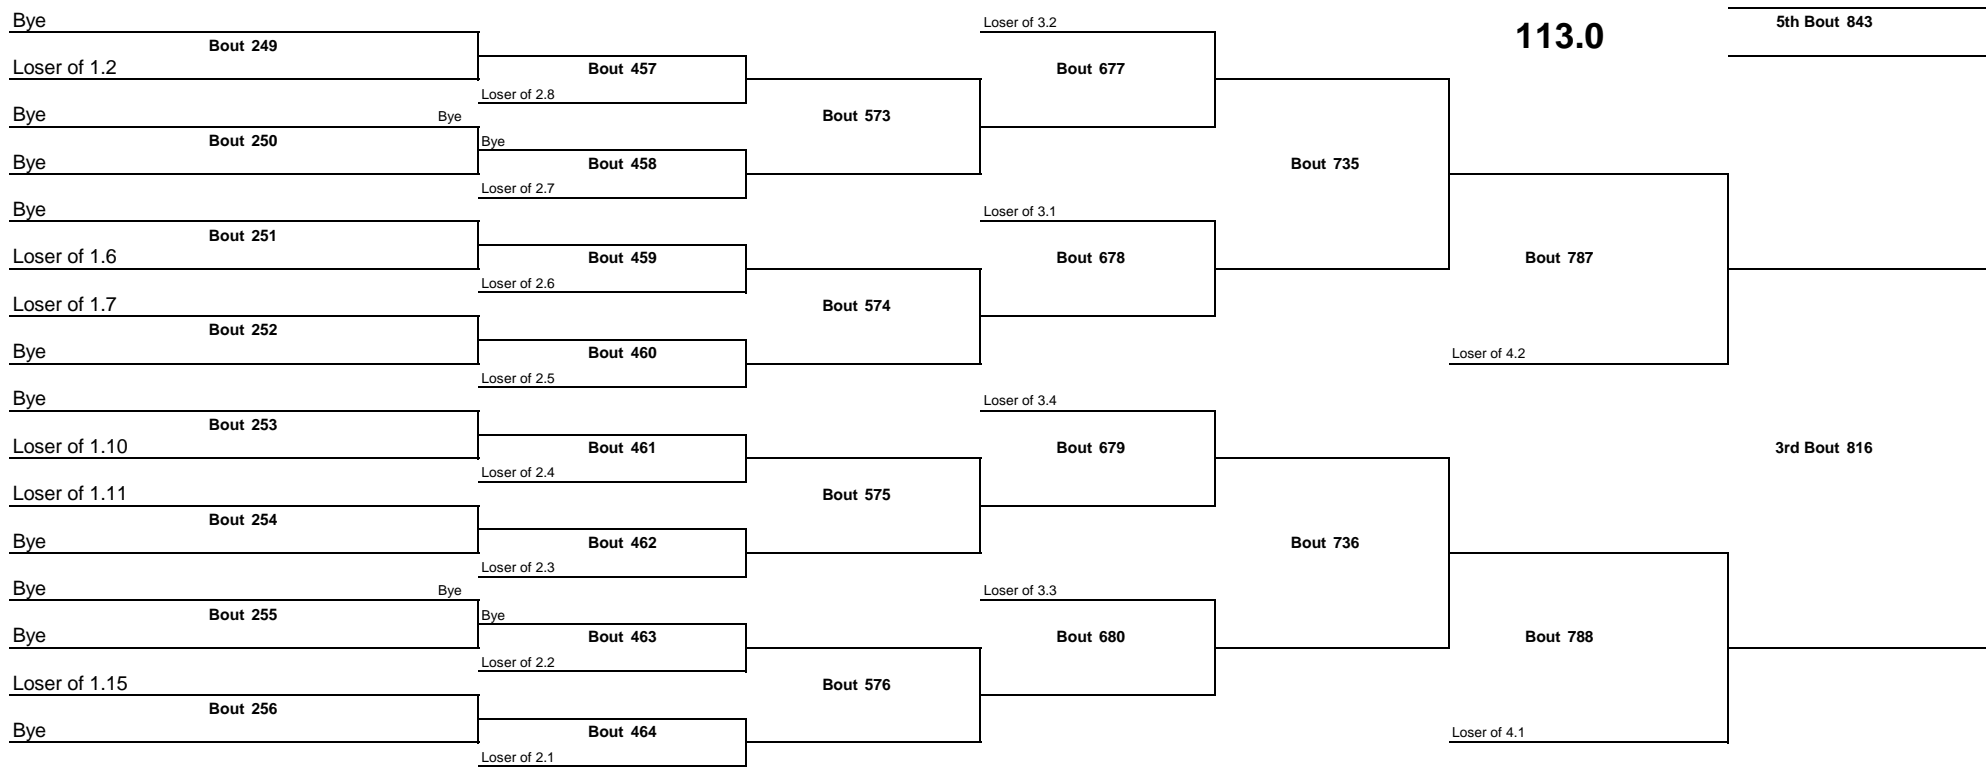 Bye
Bout 249
Loser of 1.2
Bye
Bye
Bout 250
Bye
Bye
Bout 251
Loser of 1.6
Loser of 1.7
Bout 252
Bye
Bye
Bout 253
Loser of 1.10
Loser of 1.11
Bout 254
Bye
Bye
Bye
Bout 255
Bye
Loser of 1.15
Bout 256
Bye
Bout 457
Loser of 2.8
Bye
Bout 458
Loser of 2.7
Bout 459
Loser of 2.6
Bout 460
Loser of 2.5
Bout 461
Loser of 2.4
Bout 462
Loser of 2.3
Bye
Bout 463
Loser of 2.2
Bout 464
Loser of 2.1
Bout 573
Bout 574
Bout 575
Bout 576
Loser of 3.2
Bout 677
Loser of 3.1
Bout 678
Loser of 3.4
Bout 679
Loser of 3.3
Bout 680
Bout 735
Bout 736
113.0
Bout 787
Loser of 4.2
Bout 788
Loser of 4.1
5th Bout 843
3rd Bout 816